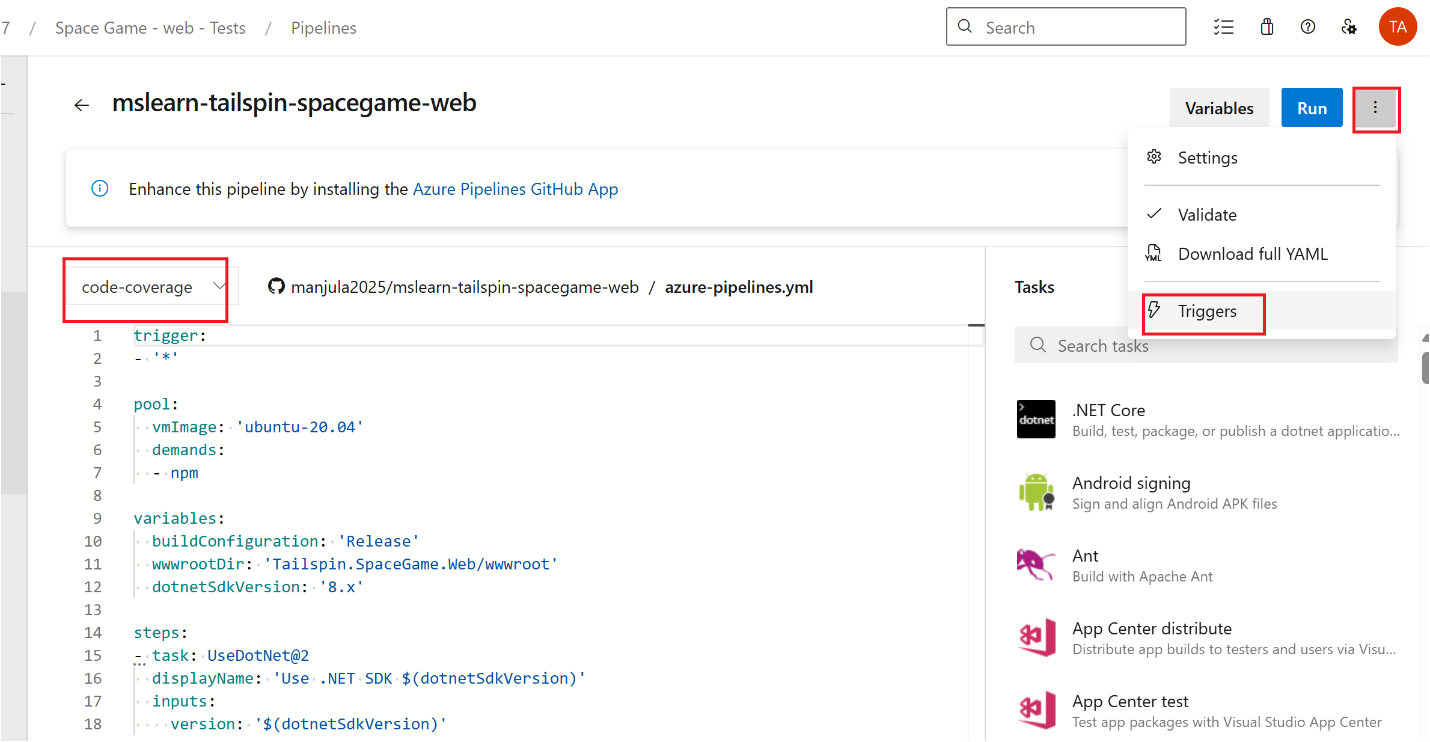 7 / Space Game - web - Tests / Pipelines
Search
TA
mslearn-tailspin-spacegame-web
Variables
Run
Settings
Validate
YML
Download full YAML
Triggers
Enhance this pipeline by installing the Azure Pipelines GitHub App
code-coverage
manjula2025/mslearn-tailspin-spacegame-web / azure-pipelines.yml
1 trigger:
2 - '*'
3
4 pool:
5   vmImage: 'ubuntu-20.04'
6   demands:
7   - npm
8
9 variables:
10   buildConfiguration: 'Release'
11   wwwrootDir: 'Tailspin.SpaceGame.Web/wwwroot'
12   dotnetSdkVersion: '8.x'
13
14 steps:
15 - task: UseDotNet@2
16   displayName: 'Use .NET SDK $(dotnetSdkVersion)'
17   inputs:
18     version: '$(dotnetSdkVersion)'
Tasks
Search tasks
dotnet
.NET Core
Build, test, package, or publish a dotnet applicatio...
Android signing
Sign and align Android APK files
Ant
Build with Apache Ant
App Center distribute
Distribute app builds to testers and users via Visu...
App Center test
Test app packages with Visual Studio App Center